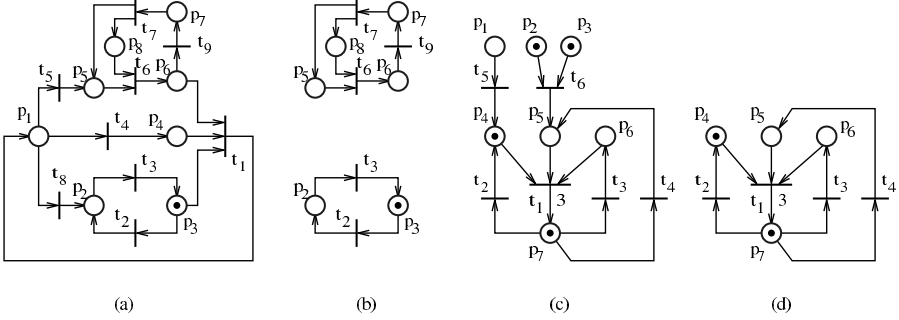 p7 p7
t7 t7
p8 p8
t9 t9
p1 p2 p3
t5 p5 t6 p6 p5 t6 p6
t5 t6
p1 t4 p4
p4 p5 p6 p4 p5 p6
t1
t8 t3 t3
p2 p2
t2 t3 t4 t2 t3 t4
t2 p3 t2 p3
t1 3 t1 3
p7 p7
(a) (b) (c) (d)